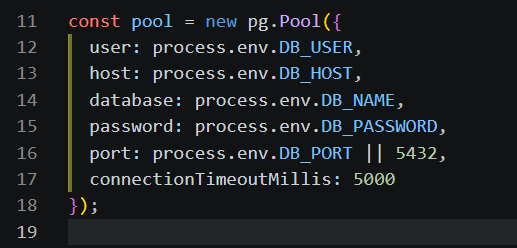 11 const pool = new pg.Pool({
12   user: process.env.DB_USER,
13   host: process.env.DB_HOST,
14   database: process.env.DB_NAME,
15   password: process.env.DB_PASSWORD,
16   port: process.env.DB_PORT || 5432,
17   connectionTimeoutMillis: 5000
18 });
19